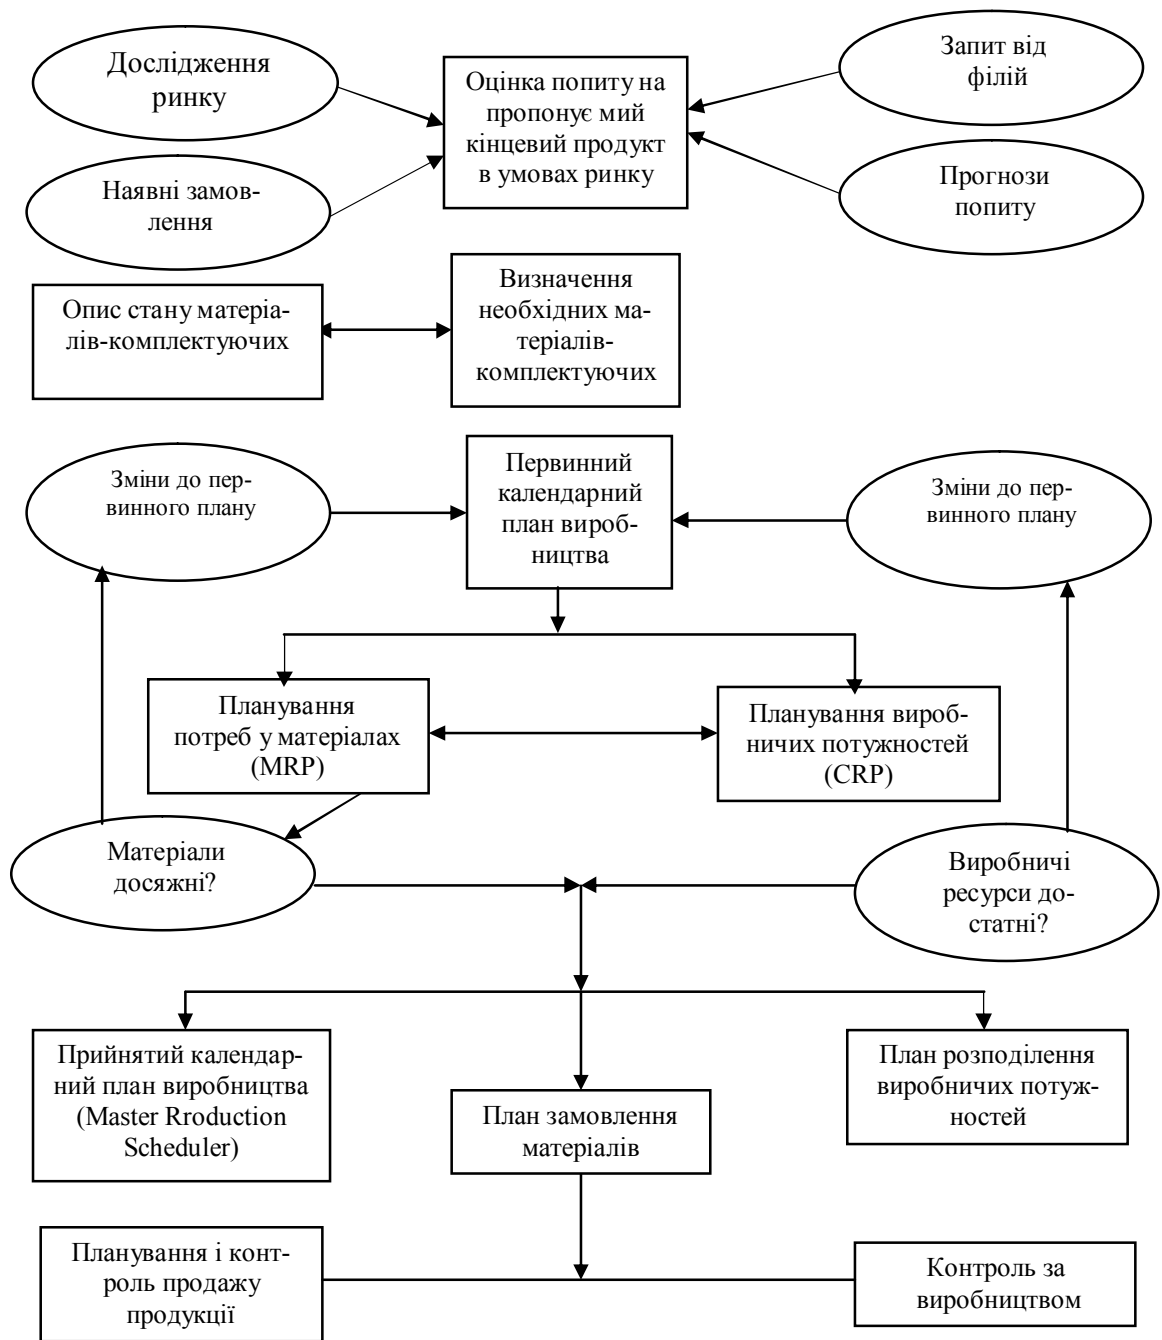 Дослідження
ринку
Оцінка попиту на
пропонує мий
кінцевий продукт
в умовах ринку
Запит від
філій
Наявні замов-
лення
Прогнози
попиту
Опис стану матеріа-
лів-комплектуючих
Визначення
необхідних ма-
теріалів-
комплектуючих
Зміни до пер-
винного плану
Первинний
календарний
план вироб-
ництва
Зміни до пер-
винного плану
Планування
потреб у матеріалах
(MRP)
Планування вироб-
ничих потужностей
(CRP)
Матеріали
досяжні?
Виробничі
ресурси до-
статні?
Прийнятий календар-
ний план виробництва
(Master Rroduction
Scheduler)
План замовлення
матеріалів
План розподілення
виробничих потуж-
ностей
Планування і конт-
роль продажу
продукції
Контроль за
виробництвом